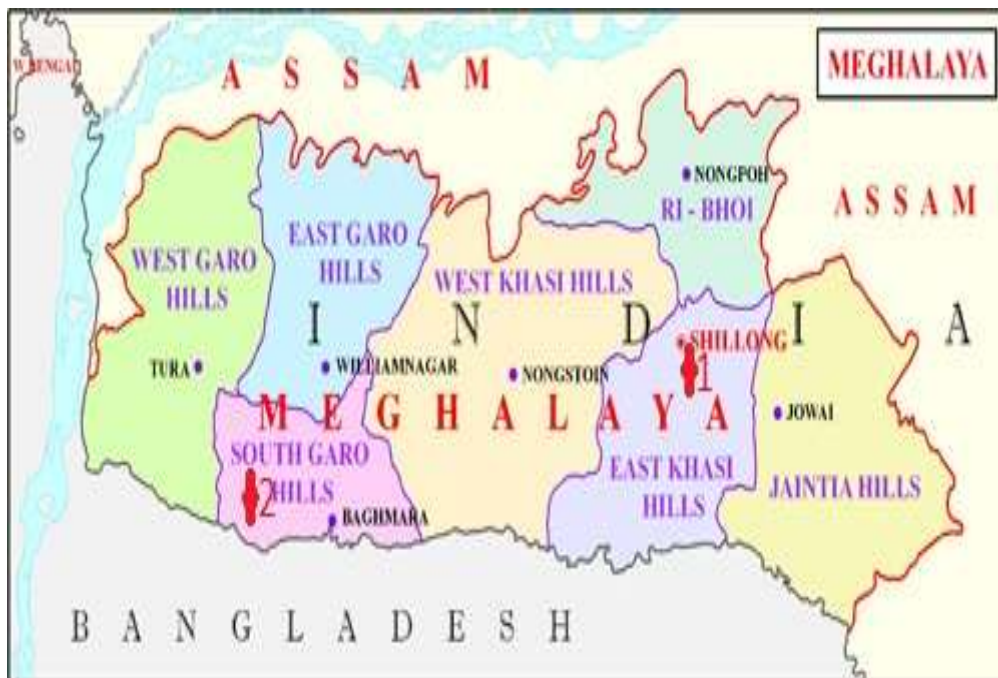 W BENGAL
A S S A M
MEGHALAYA
NONGPOH
RI - BHOI
A S S A M
EAST GARO
HILLS
WEST GARO
HILLS
WEST KHASI HILLS
I N D I A
SHILLONG
1
TURA
WILLIAMNAGAR
NONGSTOIN
M E G H A L A Y A
JOWAI
SOUTH GARO
HILLS
2
BAGHMARA
EAST KHASI
HILLS
JAINTIA HILLS
B A N G L A D E S H